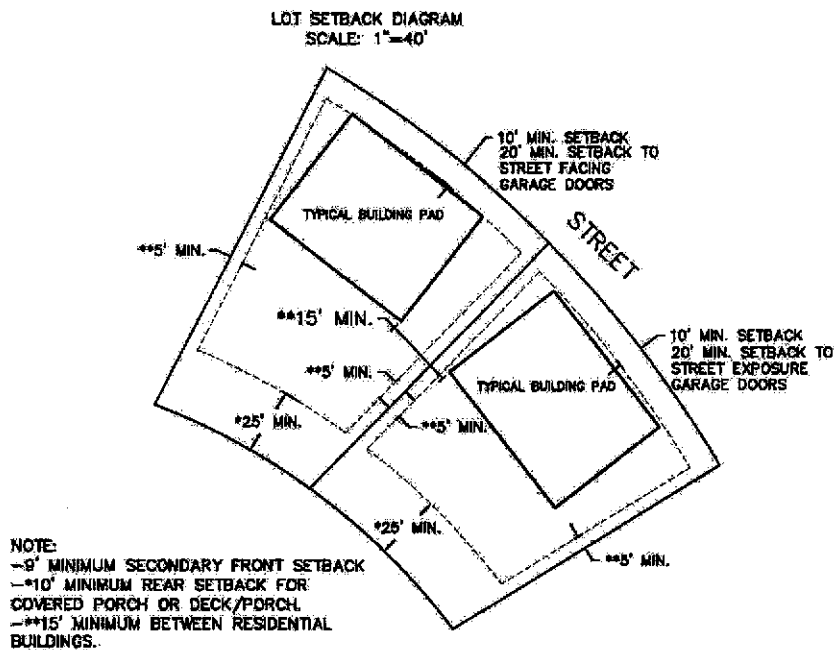 LOT SETBACK DIAGRAM
SCALE: 1"=40'
10' MIN. SETBACK
20' MIN. SETBACK TO
STREET FACING
GARAGE DOORS
TYPICAL BUILDING PAD
STREET
**5' MIN.
**15' MIN.
10' MIN. SETBACK
20' MIN. SETBACK TO
STREET EXPOSURE
GARAGE DOORS
**5' MIN.
TYPICAL BUILDING PAD
*25' MIN.
**5' MIN.
*25' MIN.
**5' MIN.
NOTE:
-9' MINIMUM SECONDARY FRONT SETBACK
-*10' MINIMUM REAR SETBACK FOR
COVERED PORCH OR DECK/PORCH.
-**15' MINIMUM BETWEEN RESIDENTIAL
BUILDINGS.